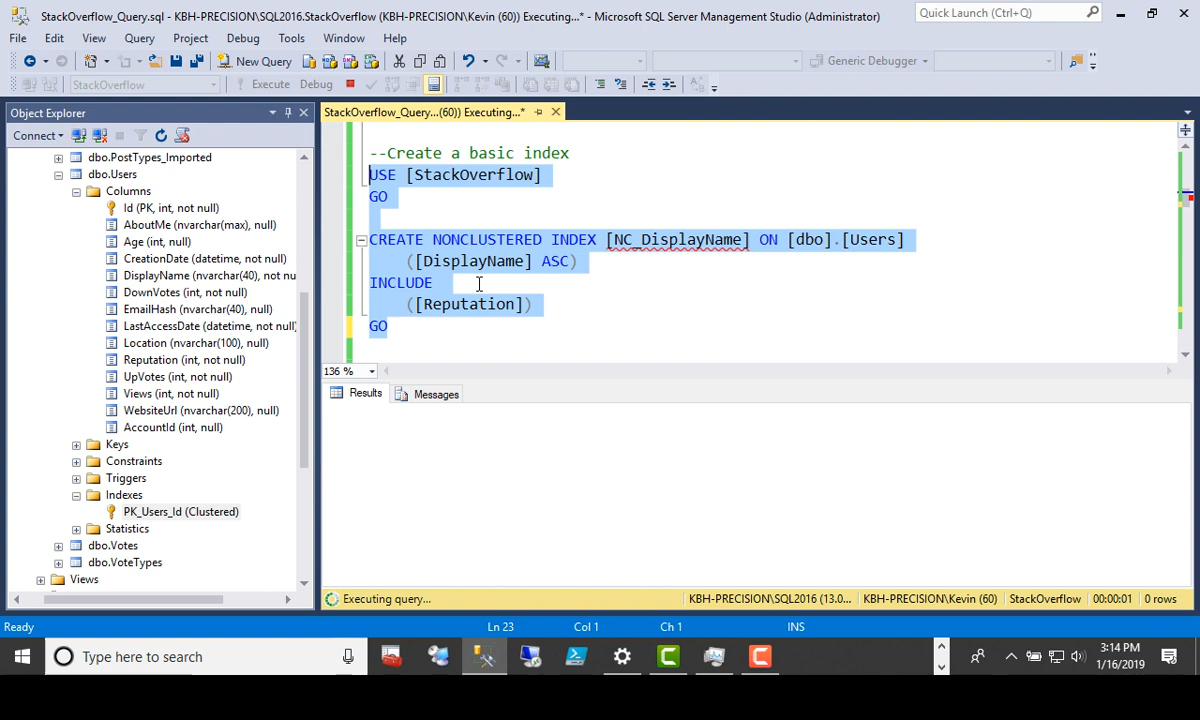 StackOverflow_Query.sql - KBH-PRECISION\SQL2016.StackOverflow (KBH-PRECISION\Kevin (60)) Executing...* - Microsoft SQL Server Management Studio (Administrator)
Quick Launch (Ctrl+Q)
File Edit View Query Project Debug Tools Window Help
New Query
Generic Debugger
StackOverflow
Execute Debug
Object Explorer
StackOverflow_Query...(60)) Executing...*
Connect
dbo.PostTypes_Imported
dbo.Users
Columns
Id (PK, int, not null)
AboutMe (nvarchar(max), null)
Age (int, null)
CreationDate (datetime, not null)
DisplayName (nvarchar(40), not nu
DownVotes (int, not null)
EmailHash (nvarchar(40), null)
LastAccessDate (datetime, not null)
Location (nvarchar(100), null)
Reputation (int, not null)
UpVotes (int, not null)
Views (int, not null)
WebsiteUrl (nvarchar(200), null)
AccountId (int, null)
Keys
Constraints
Triggers
Indexes
PK_Users_Id (Clustered)
Statistics
dbo.Votes
dbo.VoteTypes
Views
--Create a basic index
USE [StackOverflow]
GO
CREATE NONCLUSTERED INDEX [NC_DisplayName] ON [dbo].[Users]
([DisplayName] ASC)
INCLUDE
([Reputation])
GO
136 %
Results Messages
Executing query...
KBH-PRECISION\SQL2016 (13.0... KBH-PRECISION\Kevin (60) StackOverflow 00:00:01 0 rows
Ready
Ln 23 Col 1 Ch 1 INS
Type here to search
3:14 PM
1/16/2019